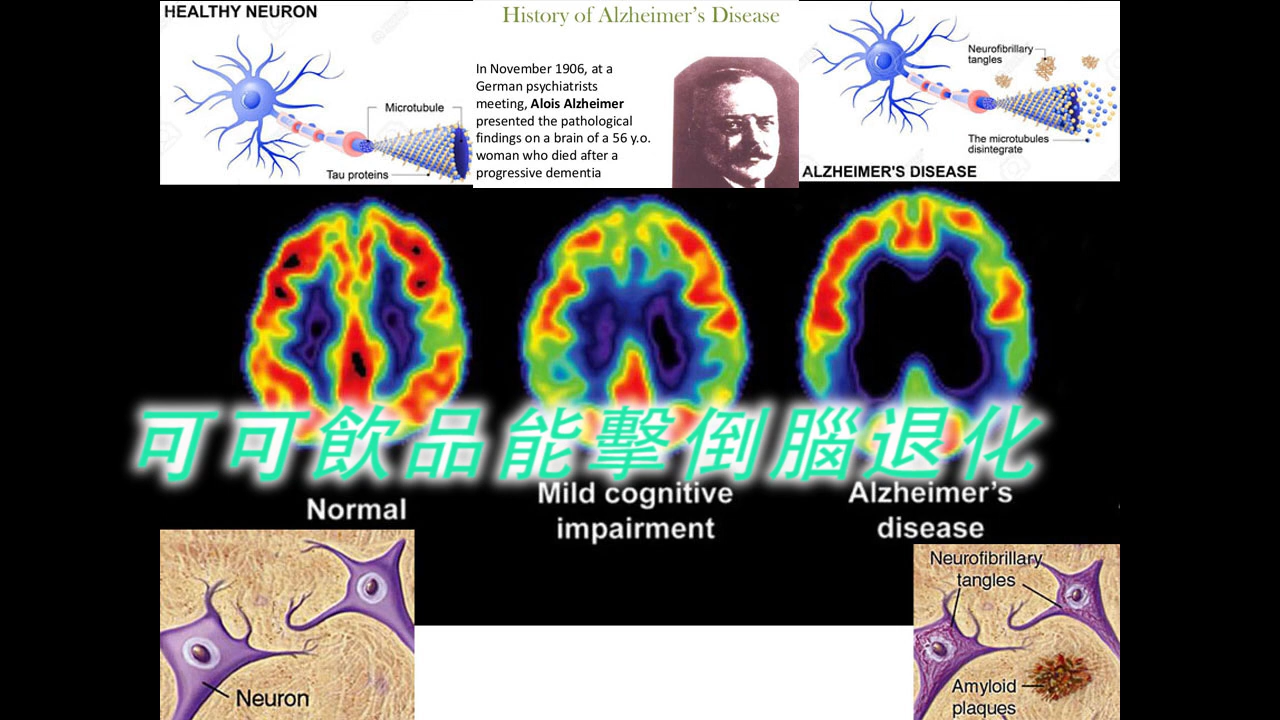 HEALTHY NEURON
Microtubule
Tau proteins
History of Alzheimer's Disease
In November 1906, at a
German psychiatrists
meeting, Alois Alzheimer
presented the pathological
findings on a brain of a 56 y.o.
woman who died after a
progressive dementia
Neurofibrillary
tangles
The microtubules
disintegrate
ALZHEIMER'S DISEASE
可可飲品能擊倒腦退化
Normal
Mild cognitive
impairment
Alzheimer's
disease
Neuron
Neurofibrillary
tangles
Amyloid
plaques